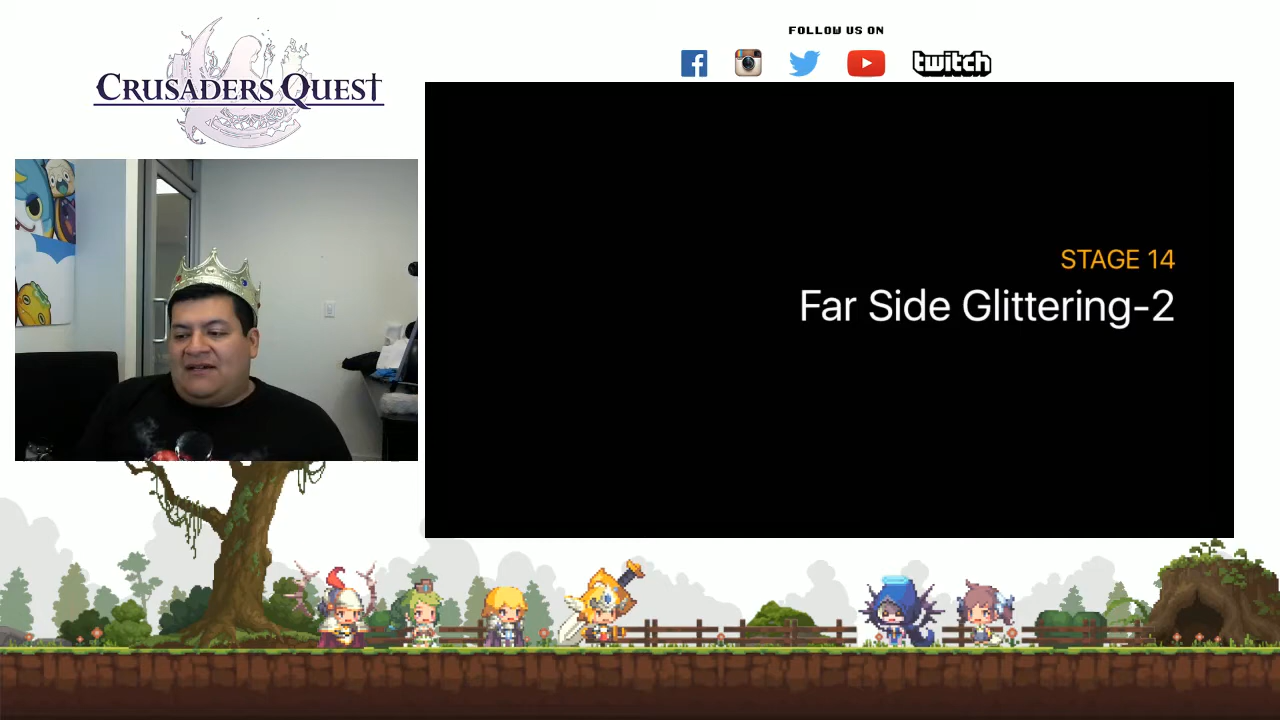 CRUSADERS QUEST
FOLLOW US ON
twitch
STAGE 14
Far Side Glittering-2